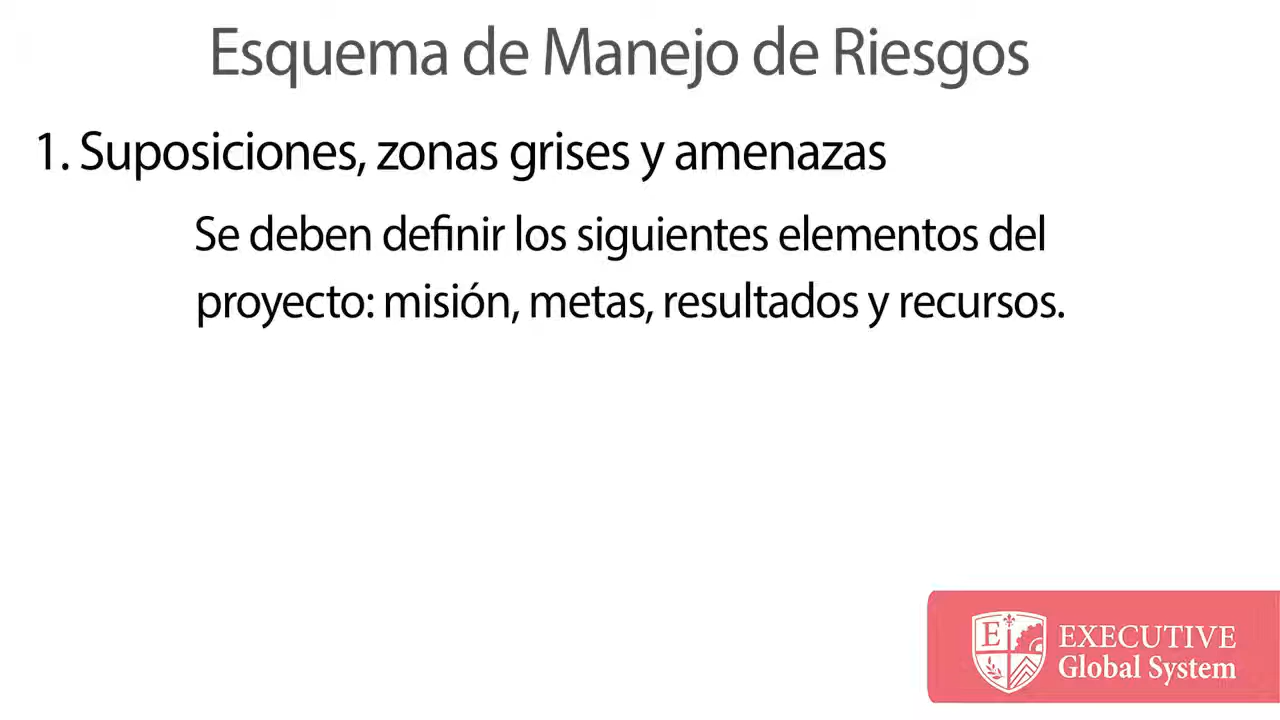 Esquema de Manejo de Riesgos
1. Suposiciones, zonas grises y amenazas
Se deben definir los siguientes elementos del
proyecto: misión, metas, resultados y recursos.
E
EXECUTIVE
Global System